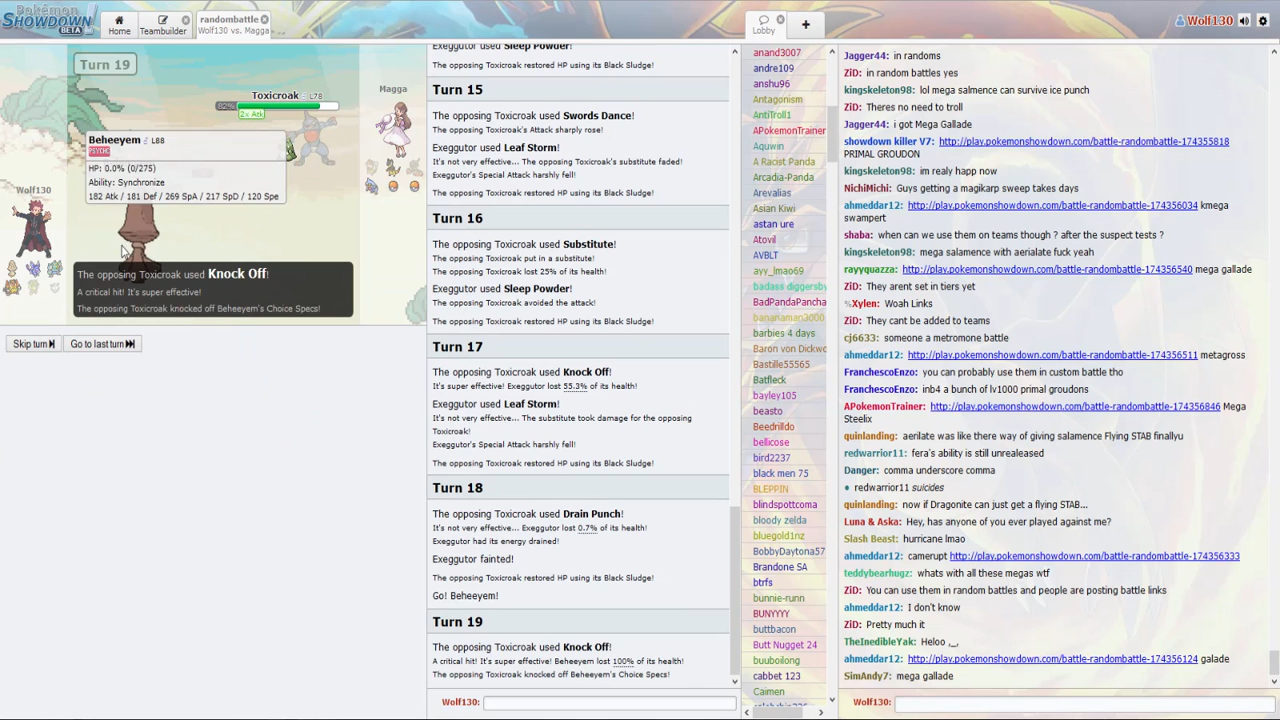 Pokémon
SHOWDOWN
BETA
Home
Teambuilder
randombattle
Wolf130 vs. Magga
Lobby
+
Wolf130
Turn 19
Toxicroak L78
82%
2x Atk
Magga
Beheeyem ♂ L88
PSYCHC
HP: 0.0% (0/275)
Ability: Synchronize
182 Atk / 181 Def / 269 SpA / 217 SpD / 120 Spe
Wolf130
The opposing Toxicroak used Knock Off!
A critical hit! It's super effective!
The opposing Toxicroak knocked off Beheeyem's Choice Specs!
Skip turn
Go to last turn
Exeggutor used Sleep Powder!
The opposing Toxicroak restored HP using its Black Sludge!
Turn 15
The opposing Toxicroak used Swords Dance!
The opposing Toxicroak's Attack sharply rose!
Exeggutor used Leaf Storm!
It's not very effective... The opposing Toxicroak's substitute faded!
Exeggutor's Special Attack harshly fell!
The opposing Toxicroak restored HP using its Black Sludge!
Turn 16
The opposing Toxicroak used Substitute!
The opposing Toxicroak put in a substitute!
The opposing Toxicroak lost 25% of its health!
Exeggutor used Sleep Powder!
The opposing Toxicroak avoided the attack!
The opposing Toxicroak restored HP using its Black Sludge!
Turn 17
The opposing Toxicroak used Knock Off!
It's super effective! Exeggutor lost 55.3% of its health!
Exeggutor used Leaf Storm!
It's not very effective... The substitute took damage for the opposing
Toxicroak!
Exeggutor's Special Attack harshly fell!
The opposing Toxicroak restored HP using its Black Sludge!
Turn 18
The opposing Toxicroak used Drain Punch!
It's not very effective... Exeggutor lost 0.7% of its health!
Exeggutor had its energy drained!
Exeggutor fainted!
The opposing Toxicroak restored HP using its Black Sludge!
Go! Beheeyem!
Turn 19
The opposing Toxicroak used Knock Off!
A critical hit! It's super effective! Beheeyem lost 100% of its health!
The opposing Toxicroak knocked off Beheeyem's Choice Specs!
Wolf130:
anand3007
andre109
anshu96
Antagonism
AntiTroll1
APokemonTrainer
Aquwin
A Racist Panda
Arcadia-Panda
Arevalias
Asian Kiwi
astan ure
Atovil
AVBLT
ayy_lmao69
badass diggersby
BadPandaPancha
bananaman3000
barbies 4 days
Baron von Dickwo
Bastille55565
Batfleck
bayley105
beasto
Beedrilldo
bellicose
bird2237
black men 75
BLEPPIN
blindspottcoma
bloody zelda
bluegold1nz
BobbyDaytona57
Brandone SA
btrfs
bunnie-runn
BUNYYYY
buttbacon
Butt Nugget 24
buuboilong
cabbet 123
Caimen
Jagger44: in randoms
ZiD: in random battles yes
kingskeleton98: lol mega salmence can survive ice punch
ZiD: Theres no need to troll
Jagger44: i got Mega Gallade
showdown killer V7: http://play.pokemonshowdown.com/battle-randombattle-174355818
PRIMAL GROUDON
kingskeleton98: im realy happ now
NichiMichi: Guys getting a magikarp sweep takes days
ahmeddar12: http://play.pokemonshowdown.com/battle-randombattle-174356034 kmega
swampert
shaba: when can we use them on teams though ? after the suspect tests ?
kingskeleton98: mega salamence with aerialate fuck yeah
rayyquazza: http://play.pokemonshowdown.com/battle-randombattle-174356540 mega gallade
ZiD: They arent set in tiers yet
%Xylen: Woah Links
ZiD: They cant be added to teams
cj6633: someone a metromome battle
ahmeddar12: http://play.pokemonshowdown.com/battle-randombattle-174356511 metagross
FranchescoEnzo: you can probably use them in custom battle tho
FranchescoEnzo: inb4 a bunch of lv1000 primal groudons
APokemonTrainer: http://play.pokemonshowdown.com/battle-randombattle-174356846 Mega
Steelix
quinlanding: aerilate was like there way of giving salamence Flying STAB finallyu
redwarrior11: fera's ability is still unrealeased
Danger: comma underscore comma
• redwarrior11 suicides
quinlanding: now if Dragonite can just get a flying STAB...
Luna & Aska: Hey, has anyone of you ever played against me?
Slash Beast: hurricane lmao
ahmeddar12: camerupt http://play.pokemonshowdown.com/battle-randombattle-174356333
teddybearhugz: whats with all these megas wtf
ZiD: You can use them in random battles and people are posting battle links
ahmeddar12: I don't know
ZiD: Pretty much it
TheInedibleYak: Heloo ,_,
ahmeddar12: http://play.pokemonshowdown.com/battle-randombattle-174356124 galade
SimAndy7: mega gallade
Wolf130: